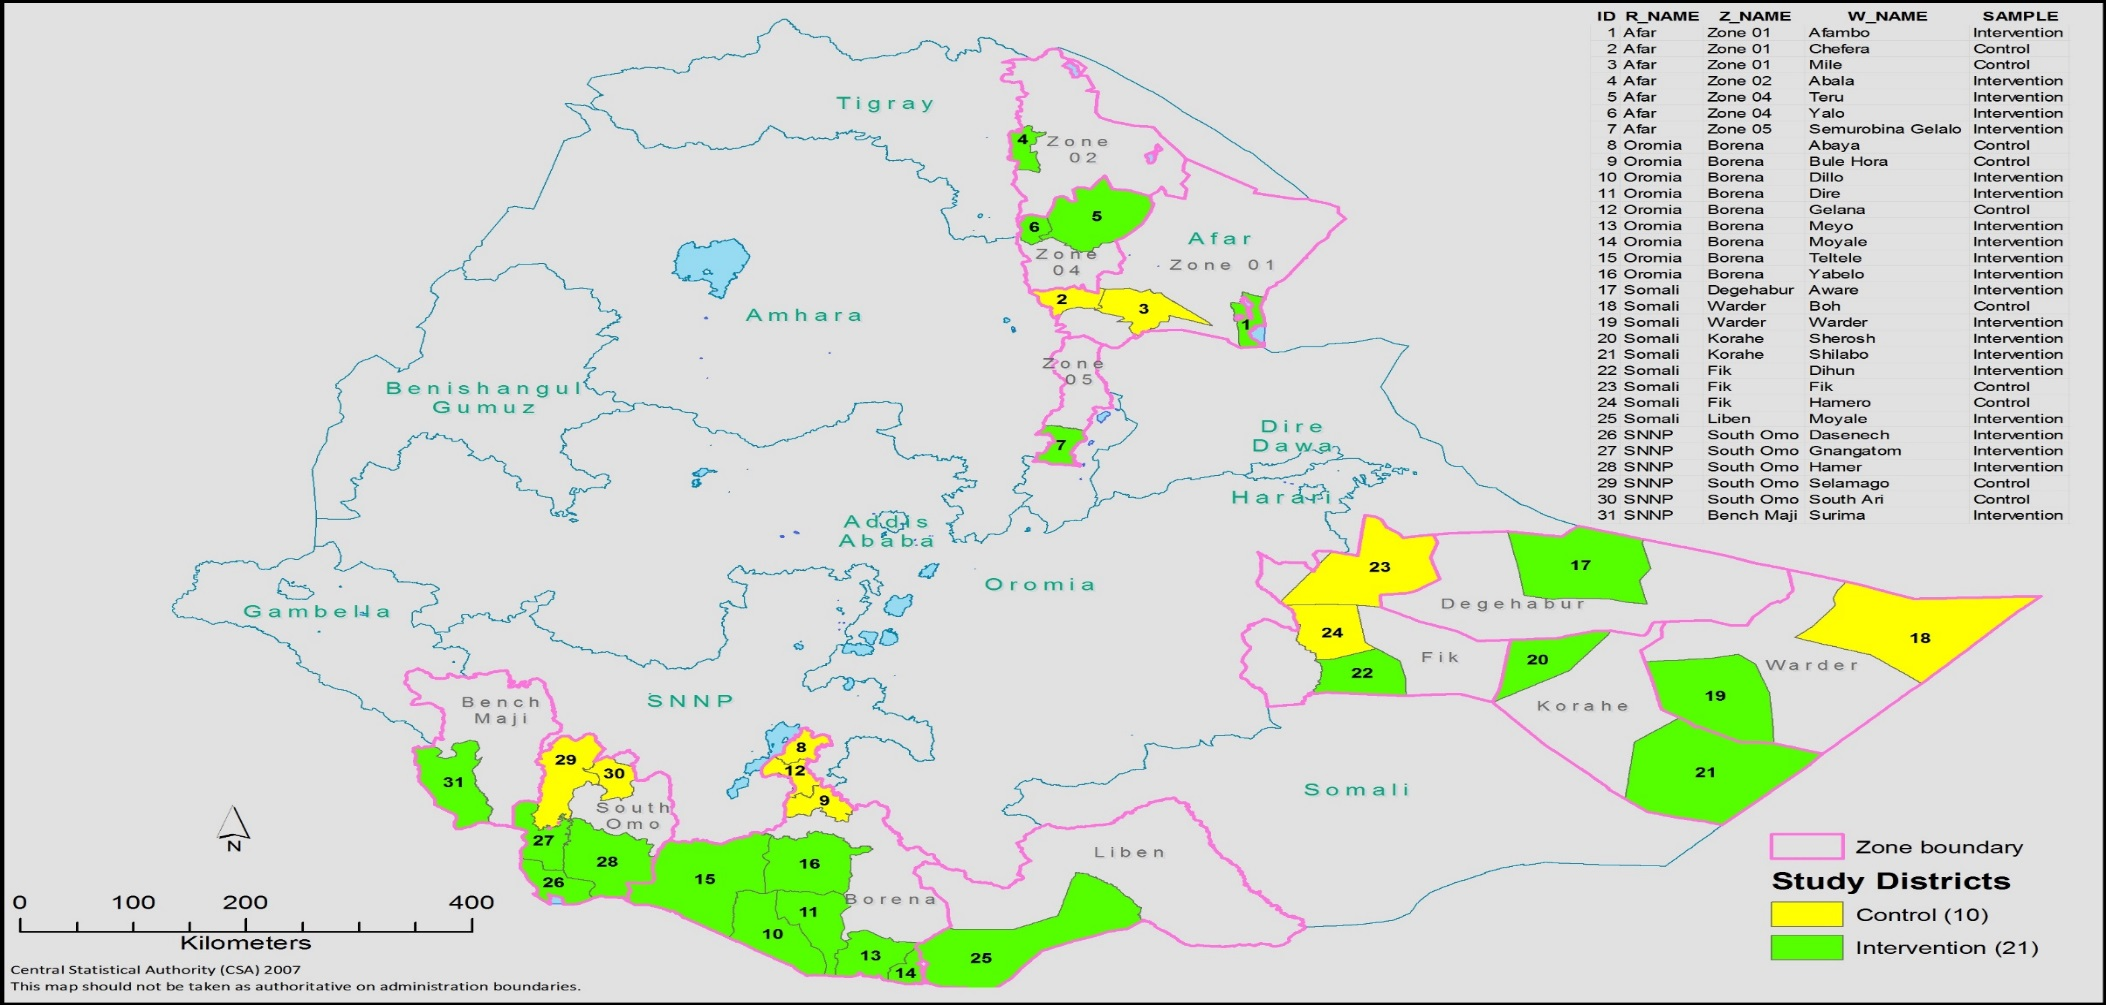 ID R_NAME Z_NAME W_NAME SAMPLE
1 Afar Zone 01 Afambo Intervention
2 Afar Zone 01 Chefera Control
3 Afar Zone 01 Mile Control
4 Afar Zone 02 Abala Intervention
5 Afar Zone 04 Teru Intervention
6 Afar Zone 04 Yalo Intervention
7 Afar Zone 05 Semurobina Gelalo Intervention
8 Oromia Borena Abaya Control
9 Oromia Borena Bule Hora Control
10 Oromia Borena Dillo Intervention
11 Oromia Borena Dire Intervention
12 Oromia Borena Gelana Control
13 Oromia Borena Meyo Intervention
14 Oromia Borena Moyale Intervention
15 Oromia Borena Teltele Intervention
16 Oromia Borena Yabelo Intervention
17 Somali Degehabur Aware Intervention
18 Somali Warder Boh Control
19 Somali Warder Warder Intervention
20 Somali Korahe Sherosh Intervention
21 Somali Korahe Shilabo Intervention
22 Somali Fik Dihun Intervention
23 Somali Fik Fik Control
24 Somali Fik Hamero Control
25 Somali Liben Moyale Intervention
26 SNNP South Omo Dasenech Intervention
27 SNNP South Omo Gnangatom Intervention
28 SNNP South Omo Hamer Intervention
29 SNNP South Omo Selamago Control
30 SNNP South Omo South Ari Control
31 SNNP Bench Maji Surima Intervention
Tigray
4
Zone
02
5
6
Afar
Zone
04
Zone 01
2
3
1
Amhara
Zone
05
Benishangul
Gumuz
7
Dire
Dawa
Harari
Addis
Ababa
Oromia
Gambella
23
17
Degehabur
24
22
Fik
20
18
Warder
19
Korahe
21
Bench
Maji
SNNP
29
30
31
8
12
9
South
Omo
Somali
27
28
26
15
16
Borena
11
10
13
14
25
Liben
N
0 100 200 400
Kilometers
Zone boundary
Study Districts
Control (10)
Intervention (21)
Central Statistical Authority (CSA) 2007
This map should not be taken as authoritative on administration boundaries.